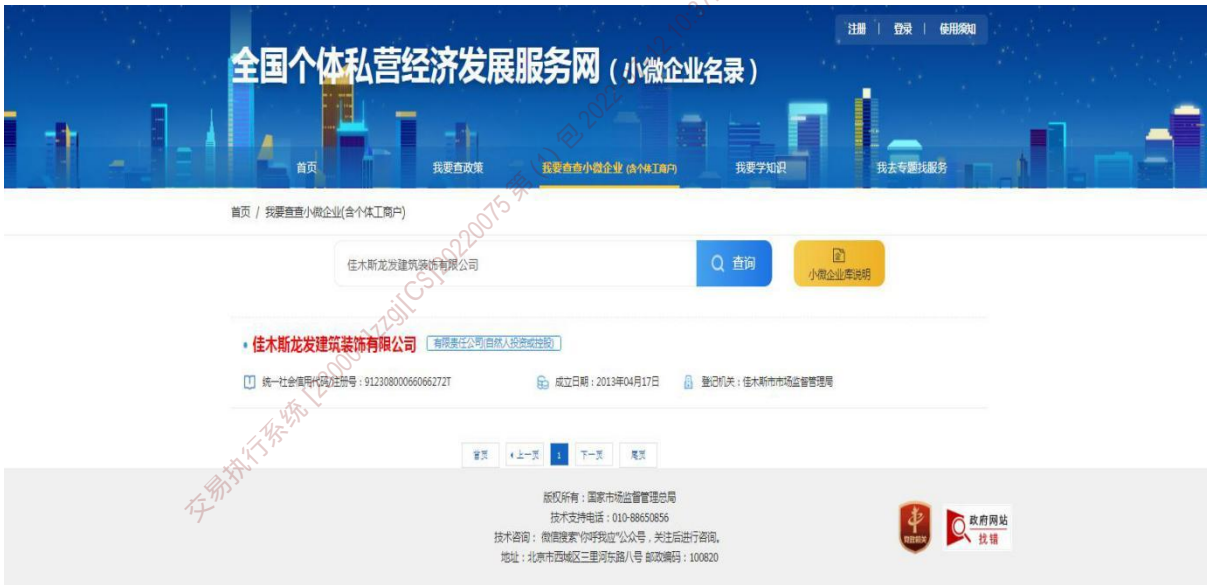 注册 | 登录 | 使用须知
全国个体私营经济发展服务网(小微企业名录)
首页 我要查政策 我要查查小微企业 (含个体工商户) 我要学知识 我去专题找服务
首页 / 我要查查小微企业(含个体工商户)
佳木斯龙发建筑装饰有限公司 查询 小微企业库说明
佳木斯龙发建筑装饰有限公司 有限责任公司(自然人投资或控股)
统一社会信用代码/注册号:91230800066066272T 成立日期:2013年04月17日 登记机关:佳木斯市市场监督管理局
首页 上一页 1 下一页 尾页
版权所有:国家市场监督管理总局
技术支持电话:010-88650856
技术咨询: 微信搜索"你呼我应"公众号,关注后进行咨询。
地址:北京市西城区三里河东路八号 邮政编码:100820
党政机关
政府网站
找错